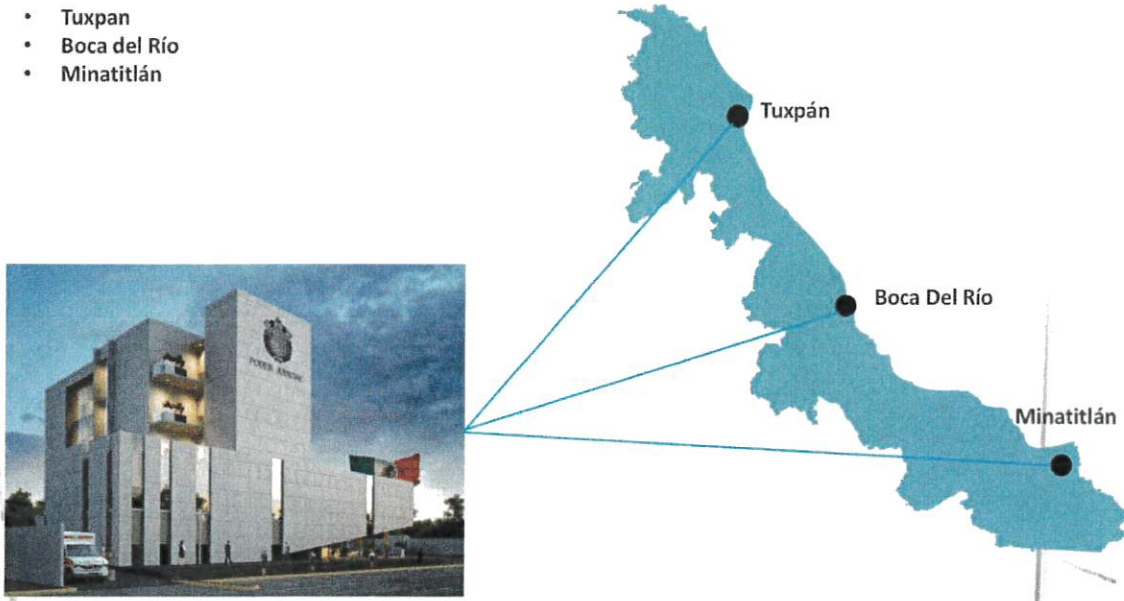 • Tuxpan
• Boca del Río
• Minatitlán
Tuxpán
Boca Del Río
Minatitlán
PODER JUDICIAL